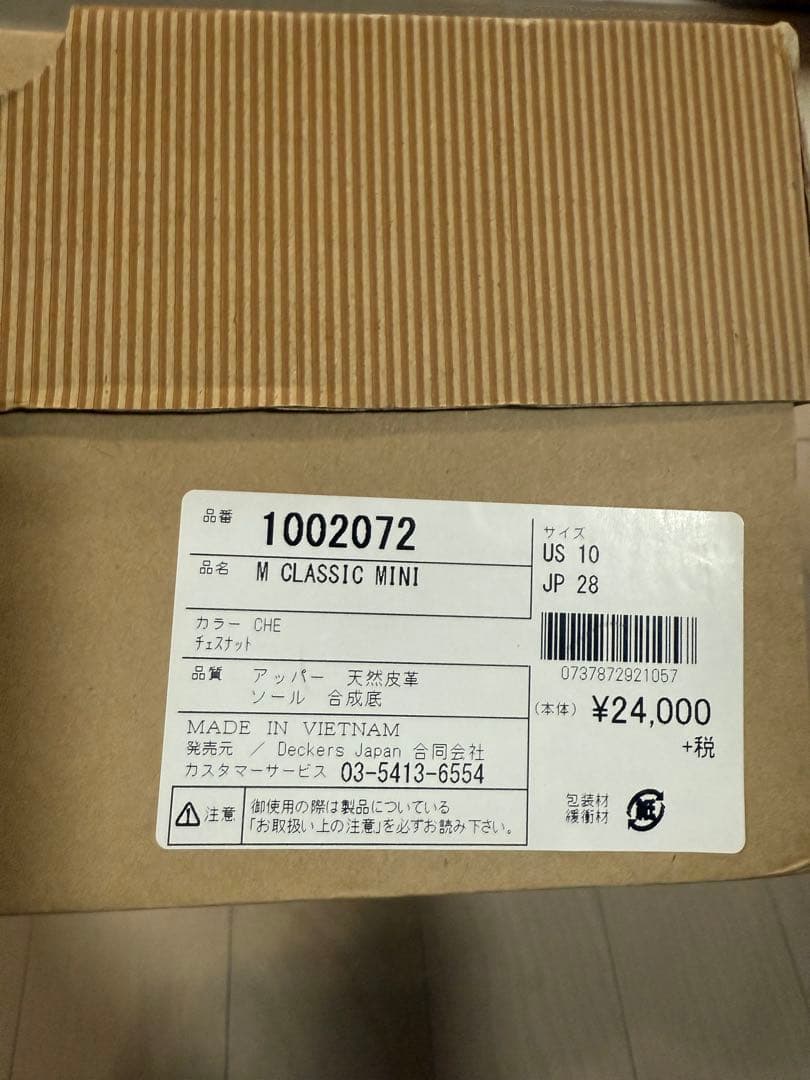 品番 1002072
品名 M CLASSIC MINI
サイズ
US 10
JP 28
カラー CHE
チェスナット
0737872921057
品質 アッパー 天然皮革
ソール 合成底
(本体) ¥24,000
+税
MADE IN VIETNAM
発売元 / Deckers Japan 合同会社
カスタマーサービス 03-5413-6554
注意 御使用の際は製品についている
「お取扱い上の注意」を必ずお読み下さい。
包装材
緩衝材
紙